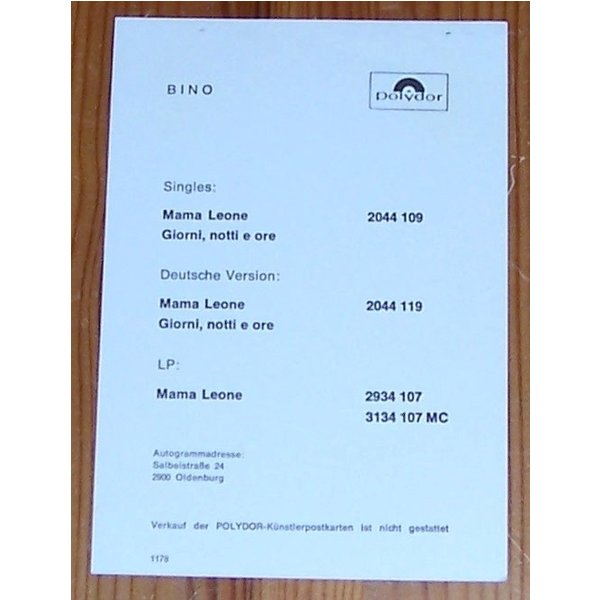 BINO
polydor
Singles:
Mama Leone 2044 109
Giorni, notti e ore
Deutsche Version:
Mama Leone 2044 119
Giorni, notti e ore
LP:
Mama Leone 2934 107
3134 107 MC
Autogrammadresse:
Salbeistraße 24
2900 Oldenburg
Verkauf der POLYDOR-Künstlerpostkarten ist nicht gestattet
1178